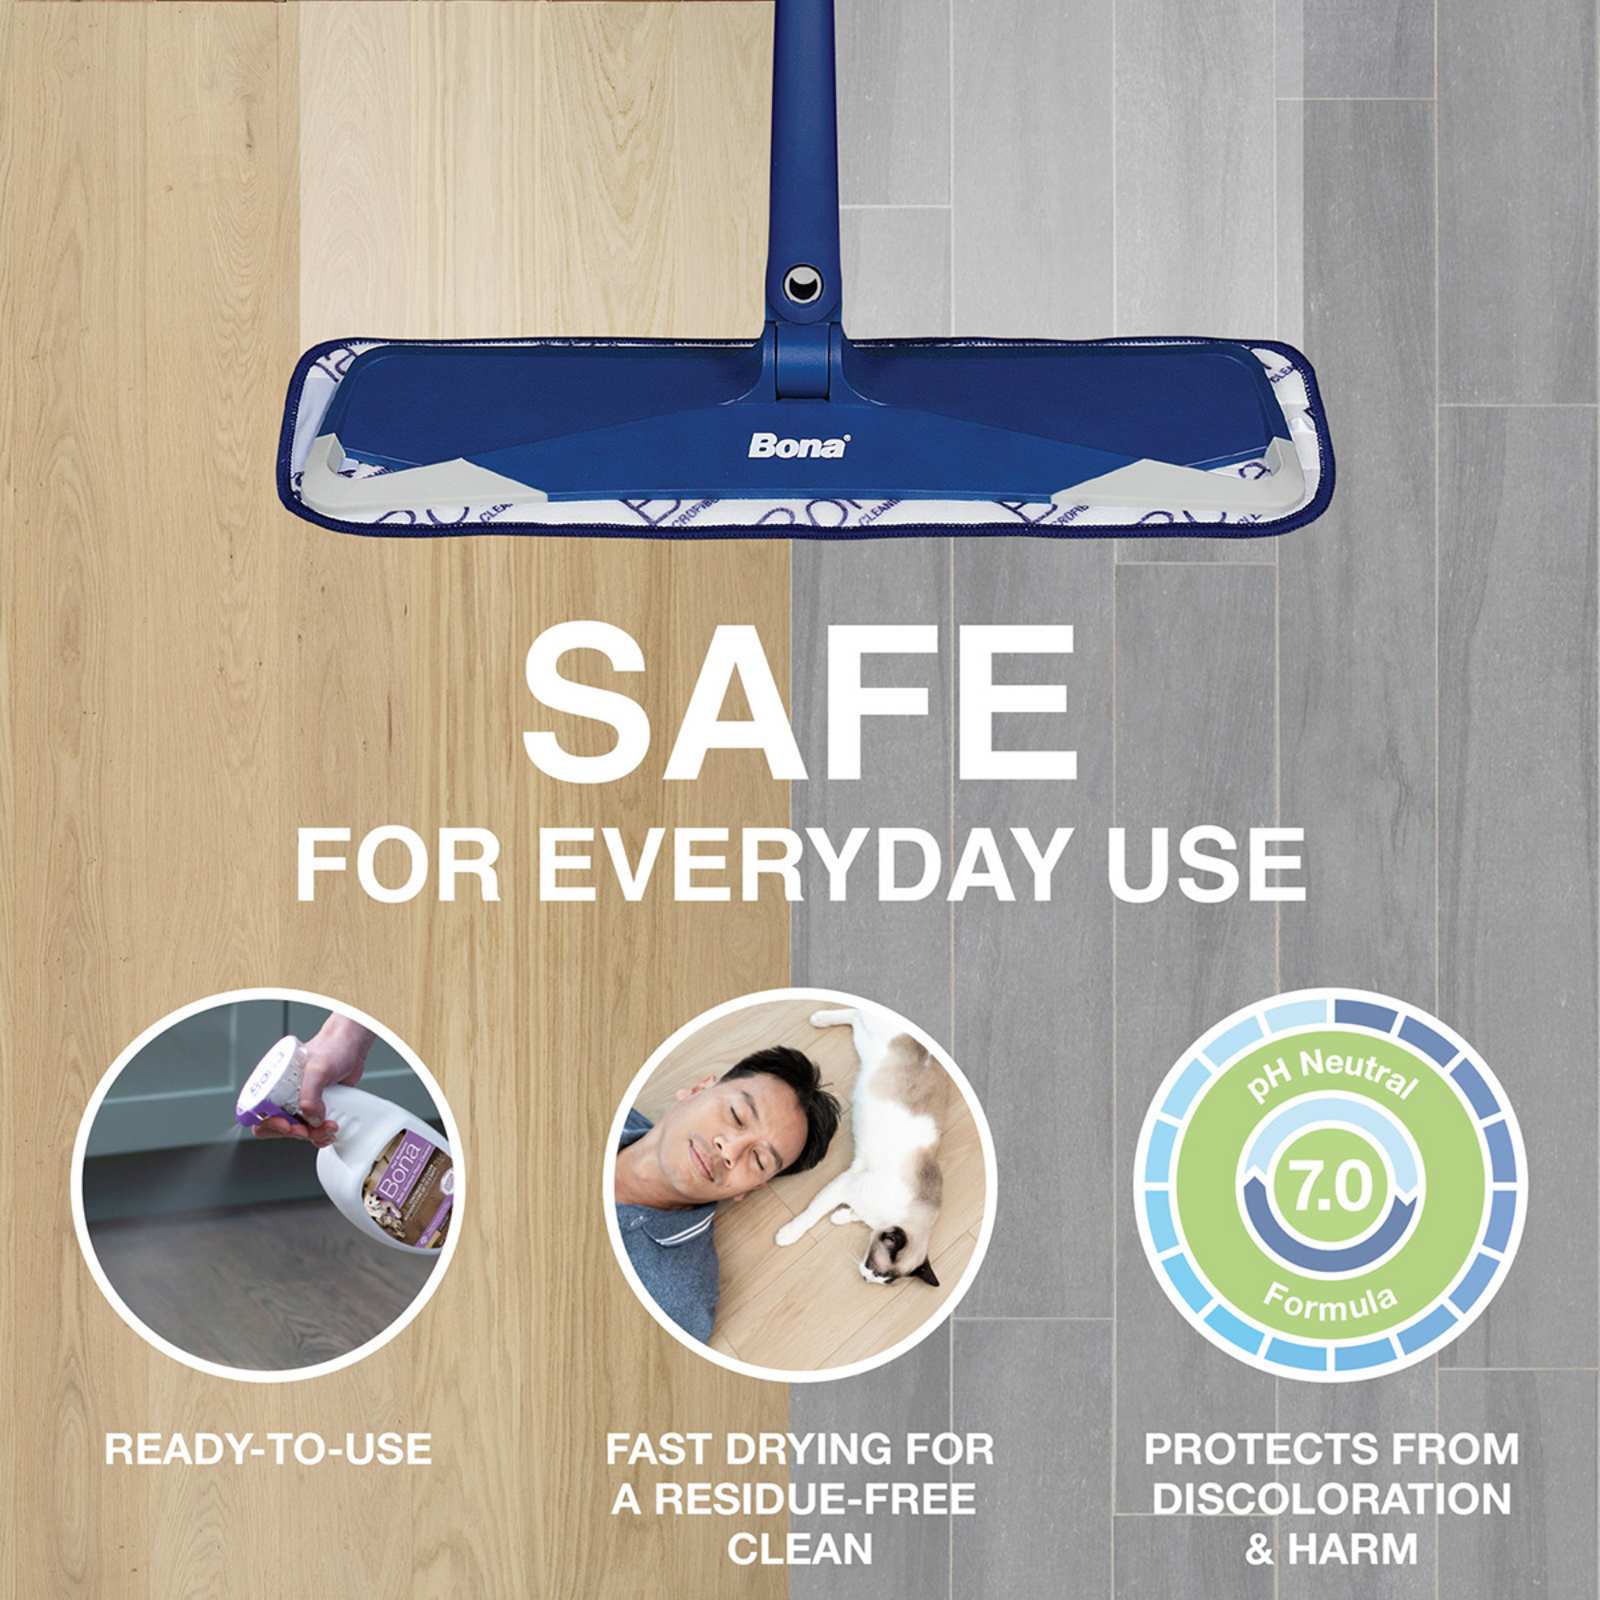 Bona®
SAFE
FOR EVERYDAY USE
Bona
pH Neutral
7.0
Formula
READY-TO-USE
FAST DRYING FOR
A RESIDUE-FREE
CLEAN
PROTECTS FROM
DISCOLORATION
& HARM